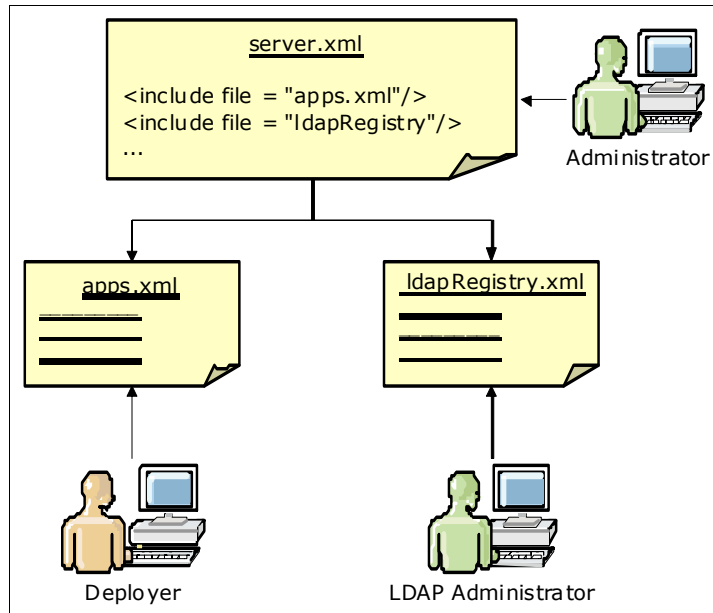 server.xml
<include file = "apps.xml"/>
<include file = "ldapRegistry"/>
...
Administrator
apps.xml
ldapRegistry.xml
Deployer
LDAP Administrator